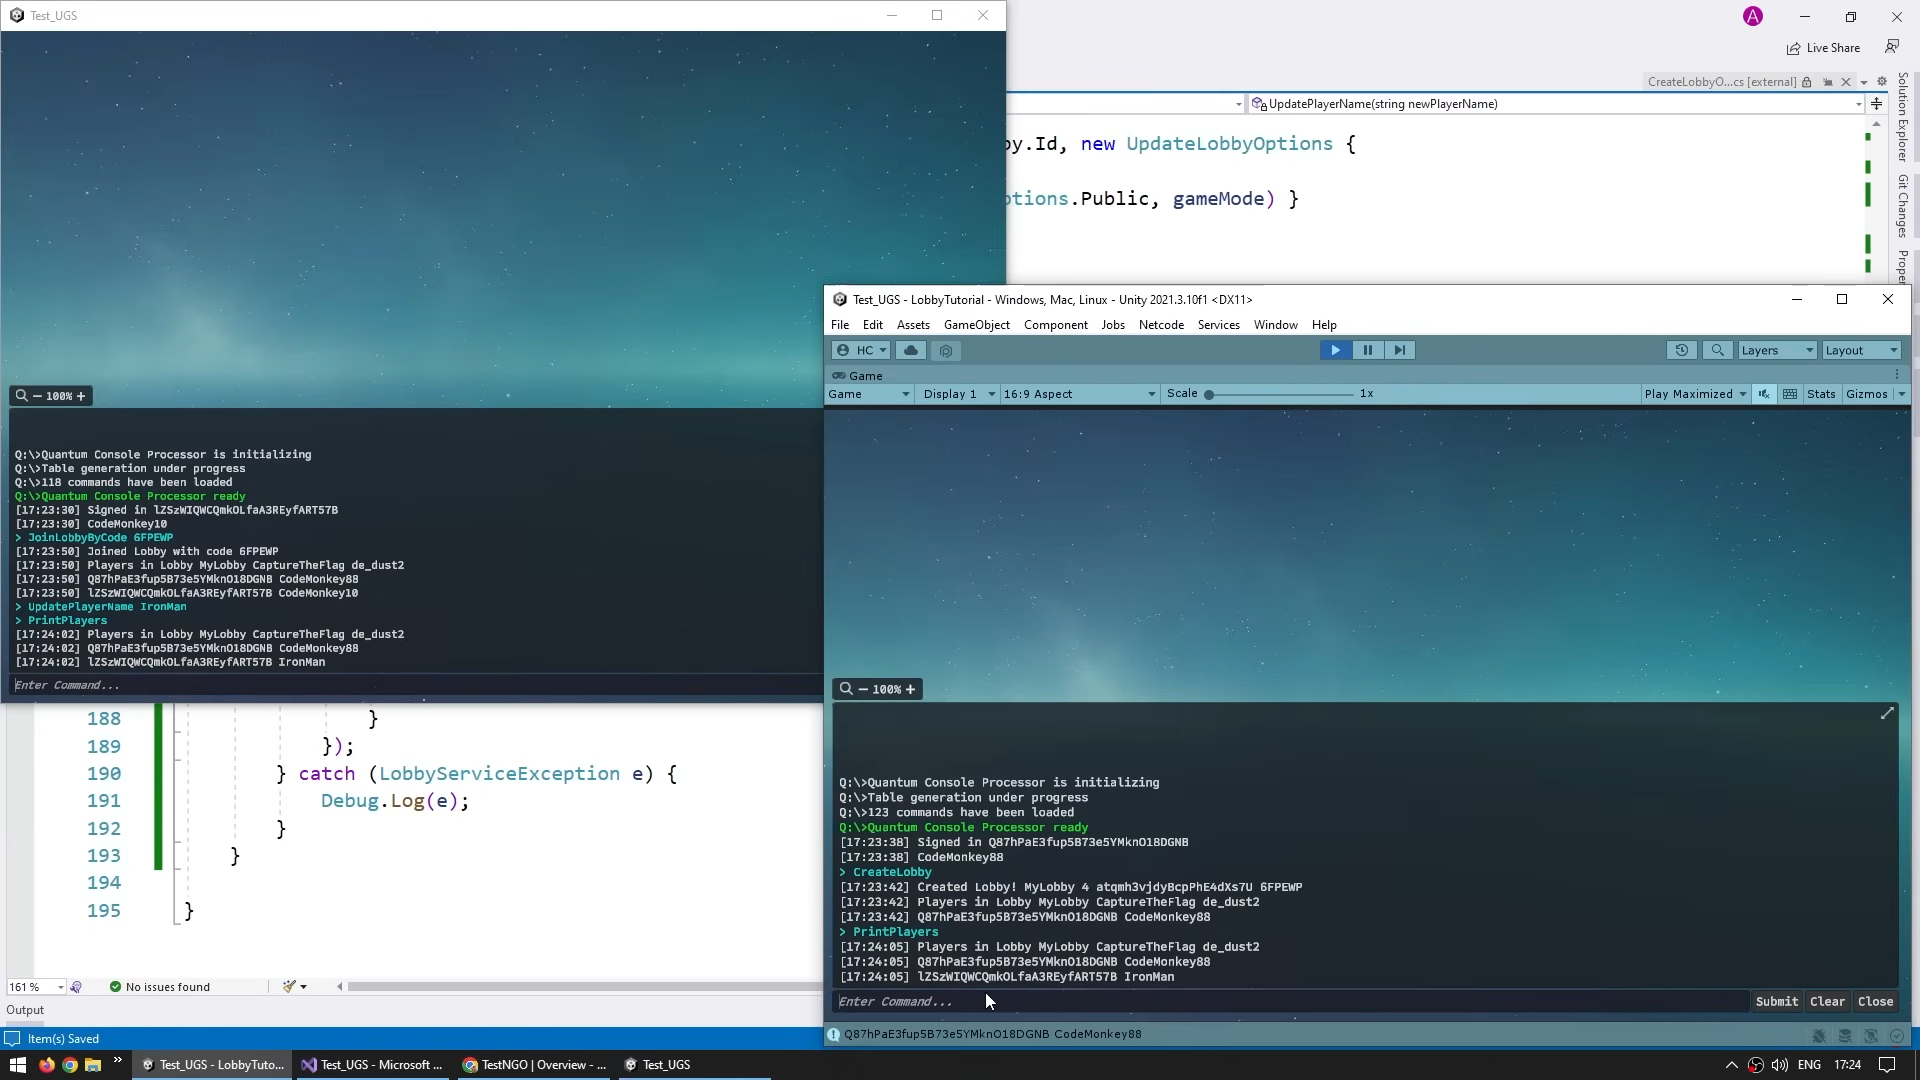 Test_UGS
A
Live Share
CreateLobbyO...cs [external]
UpdatePlayerName(string newPlayerName)
Solution Explorer
Git Changes
Proper
by.Id, new UpdateLobbyOptions {
ptions.Public, gameMode) }
100%
Q:\>Quantum Console Processor is initializing
Q:\>Table generation under progress
Q:\>118 commands have been loaded
Q:\>Quantum Console Processor ready
[17:23:30] Signed in lZSzWIQWCQmkOLfaA3REyfART57B
[17:23:30] CodeMonkey10
> JoinLobbyByCode 6FPEWP
[17:23:50] Joined Lobby with code 6FPEWP
[17:23:50] Players in Lobby MyLobby CaptureTheFlag de_dust2
[17:23:50] Q87hPaE3fup5B73e5YMknO18DGNB CodeMonkey88
[17:23:50] lZSzWIQWCQmkOLfaA3REyfART57B CodeMonkey10
> UpdatePlayerName IronMan
> PrintPlayers
[17:24:02] Players in Lobby MyLobby CaptureTheFlag de_dust2
[17:24:02] Q87hPaE3fup5B73e5YMknO18DGNB CodeMonkey88
[17:24:02] lZSzWIQWCQmkOLfaA3REyfART57B IronMan
Enter Command...
188 }
189 });
190 } catch (LobbyServiceException e) {
191 Debug.Log(e);
192 }
193 }
194
195 }
161 %
No issues found
Output
Item(s) Saved
Test_UGS - LobbyTutorial - Windows, Mac, Linux - Unity 2021.3.10f1 <DX11>
File Edit Assets GameObject Component Jobs Netcode Services Window Help
HC
Layers
Layout
Game
Game Display 1 16:9 Aspect Scale 1x Play Maximized Stats Gizmos
100%
Q:\>Quantum Console Processor is initializing
Q:\>Table generation under progress
Q:\>123 commands have been loaded
Q:\>Quantum Console Processor ready
[17:23:38] Signed in Q87hPaE3fup5B73e5YMknO18DGNB
[17:23:38] CodeMonkey88
> CreateLobby
[17:23:42] Created Lobby! MyLobby 4 atqmh3vjdyBcpPhE4dXs7U 6FPEWP
[17:23:42] Players in Lobby MyLobby CaptureTheFlag de_dust2
[17:23:42] Q87hPaE3fup5B73e5YMknO18DGNB CodeMonkey88
> PrintPlayers
[17:24:05] Players in Lobby MyLobby CaptureTheFlag de_dust2
[17:24:05] Q87hPaE3fup5B73e5YMknO18DGNB CodeMonkey88
[17:24:05] lZSzWIQWCQmkOLfaA3REyfART57B IronMan
Enter Command...
Submit Clear Close
Q87hPaE3fup5B73e5YMknO18DGNB CodeMonkey88
Test_UGS - LobbyTuto...
Test_UGS - Microsoft ...
TestNGO | Overview - ...
Test_UGS
ENG
17:24